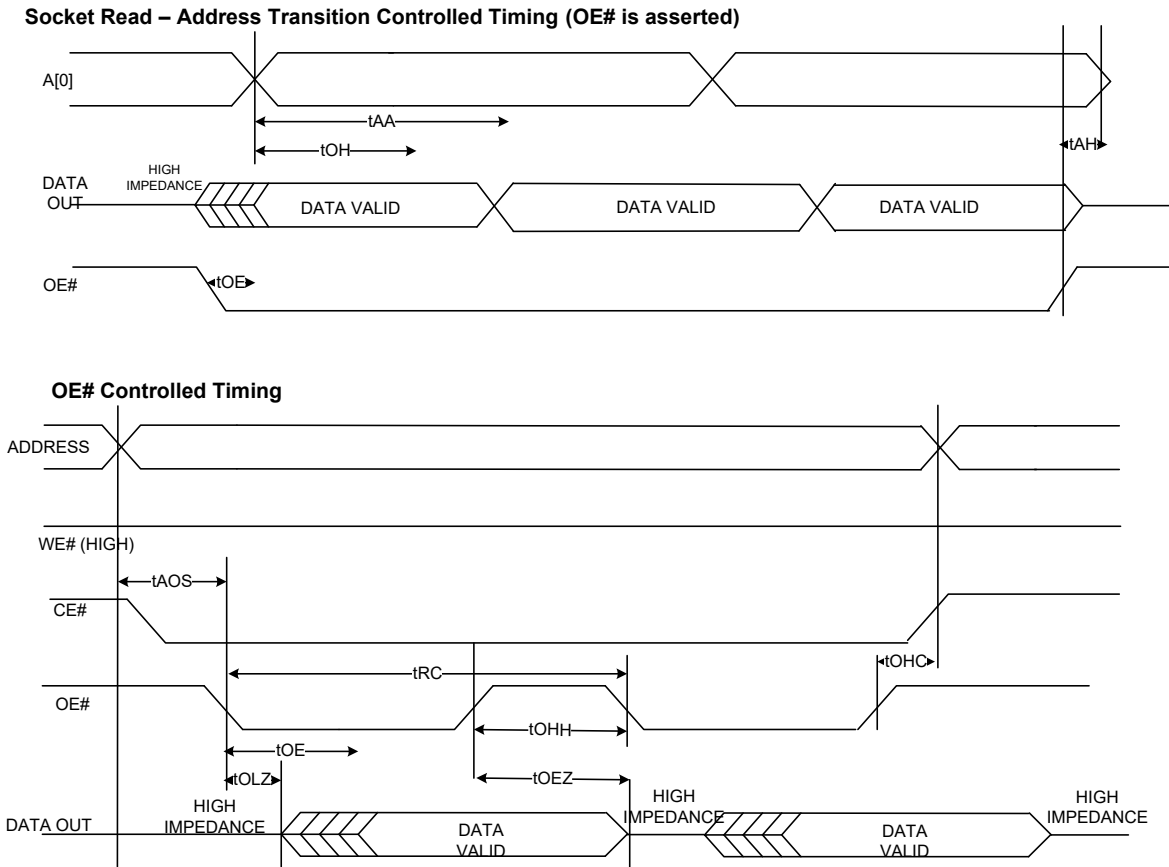 Socket Read – Address Transition Controlled Timing (OE# is asserted)
A[0]
tAA
tOH
tAH
HIGH
IMPEDANCE
DATA
OUT
DATA VALID
DATA VALID
DATA VALID
tOE
OE#
OE# Controlled Timing
ADDRESS
WE# (HIGH)
tAOS
CE#
tOHC
tRC
OE#
tOHH
tOE
tOLZ
tOEZ
HIGH
IMPEDANCE
HIGH
IMPEDANCE
HIGH
IMPEDANCE
DATA OUT
DATA
VALID
DATA
VALID